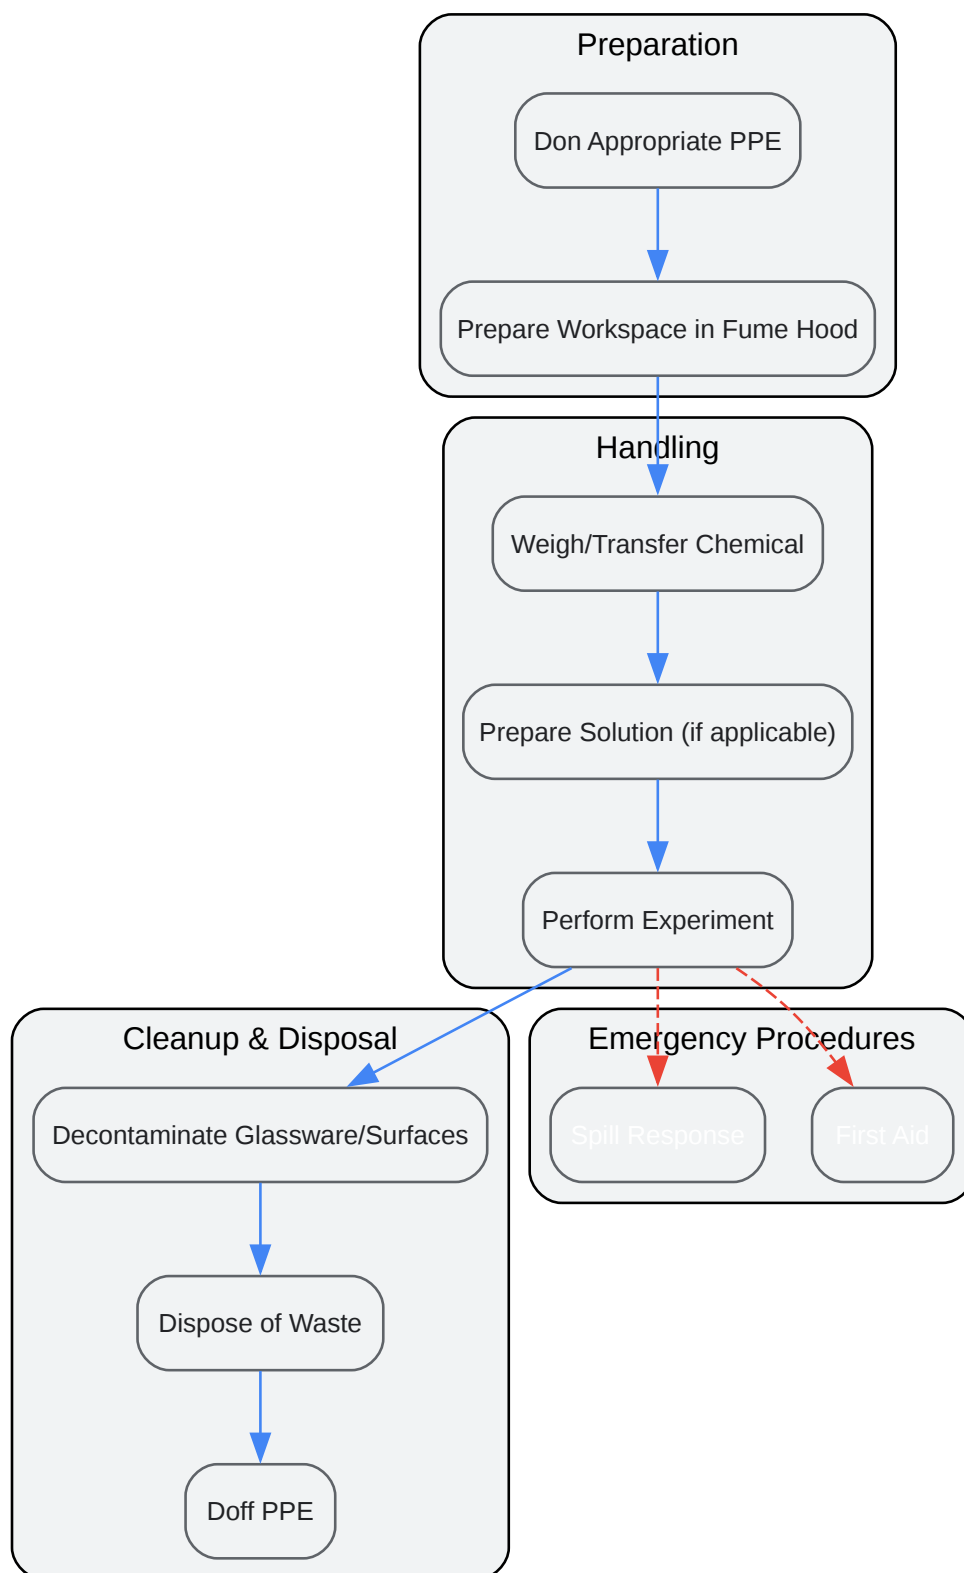 Preparation
Don Appropriate PPE
Prepare Workspace in Fume Hood
Handling
Weigh/Transfer Chemical
Prepare Solution (if applicable)
Perform Experiment
Cleanup & Disposal
Decontaminate Glassware/Surfaces
Dispose of Waste
Doff PPE
Emergency Procedures
Spill Response
First Aid